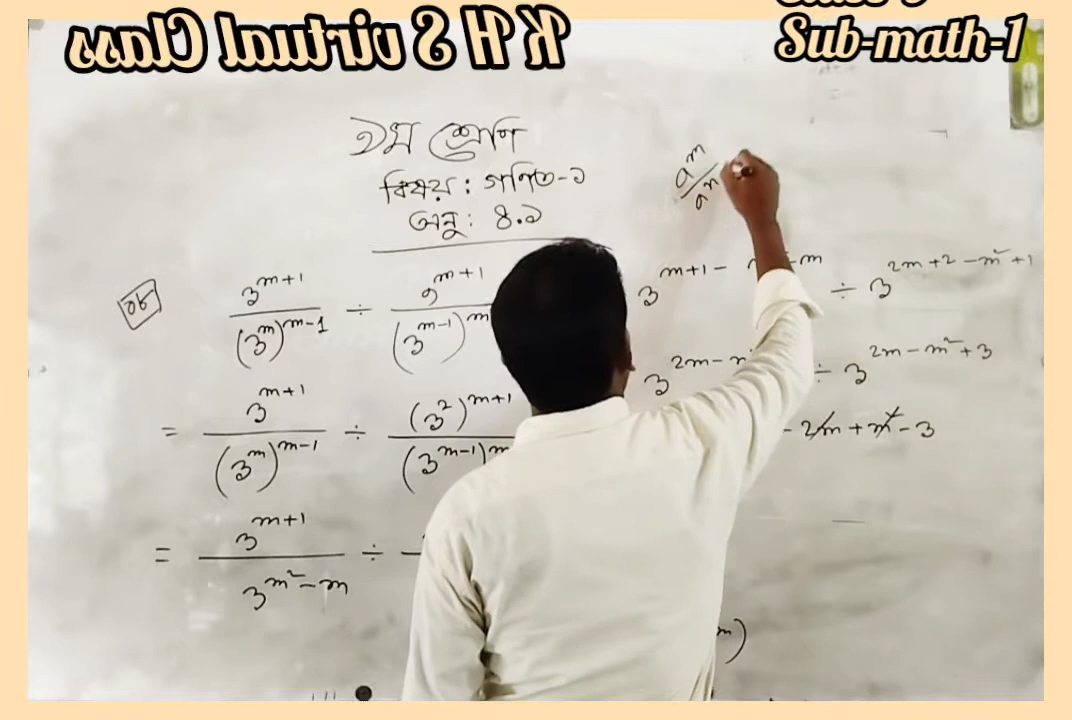 K H S virtual Class
Sub-math-1
৯ম শ্রেণি
বিষয়: গণিত-১
অনু: ৪.১
a^m/a^n
3^(m+1)/(3^m)^(m-1) ÷ 9^(m+1)/(3^(m-1))^m
= 3^(m+1)/(3^m)^(m-1) ÷ (3^2)^(m+1)/(3^(m-1))^m
= 3^(m+1)/3^(m²-m) ÷
3^(m+1-
÷ 3^(2m+2-m²+1
3^(2m-
÷ 3^(2m-m²+3
-2m+m²-3